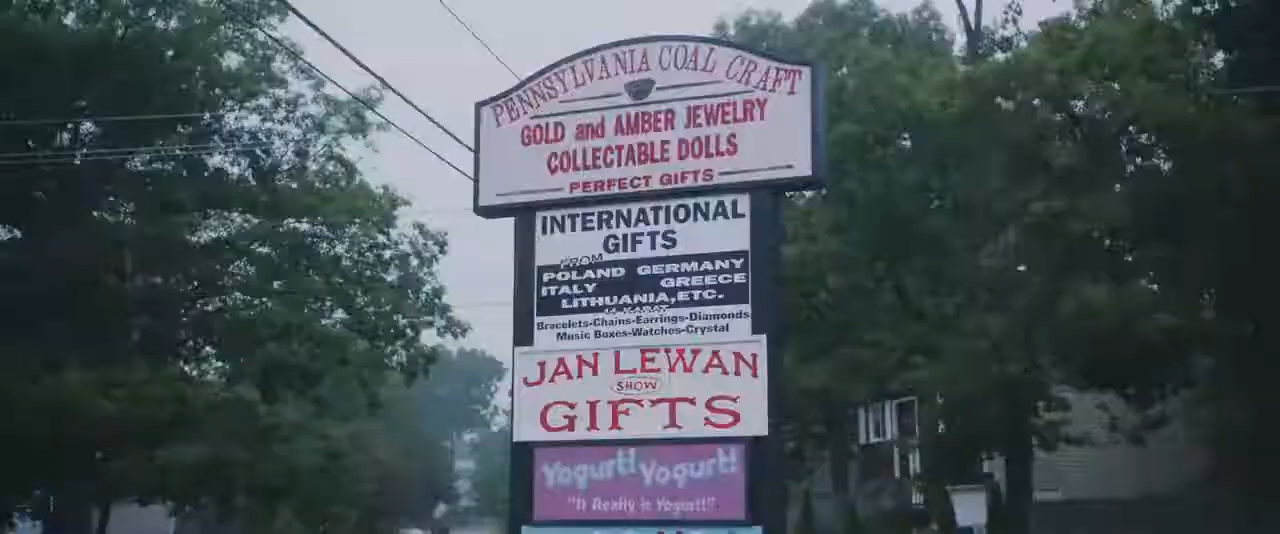 PENNSYLVANIA COAL CRAFT
GOLD and AMBER JEWELRY
COLLECTABLE DOLLS
PERFECT GIFTS
INTERNATIONAL
GIFTS
FROM
POLAND GERMANY
ITALY GREECE
LITHUANIA, ETC.
Bracelets-Chains-Earrings-Diamonds
Music Boxes-Watches-Crystal
JAN LEWAN
SHOW
GIFTS
Yogurt! Yogurt!
"It Really is Yogurt!"